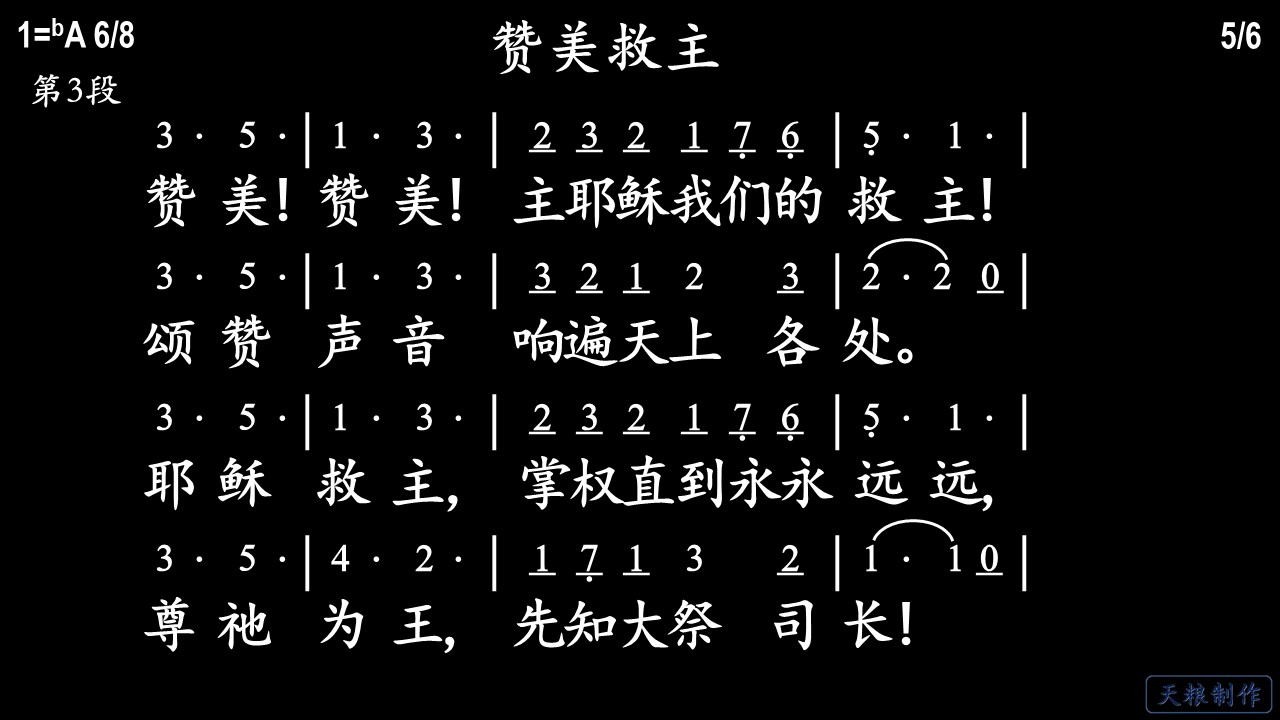 1=ᵇA 6/8
赞美救主
5/6
第3段
3 · 5 · | 1 · 3 · | 2 3 2 1 7 6 | 5 · 1 · |
赞 美! 赞 美! 主耶稣我们的 救 主!
3 · 5 · | 1 · 3 · | 3 2 1 2 3 | 2 · 2 0 |
颂 赞 声 音 响遍天上 各 处。
3 · 5 · | 1 · 3 · | 2 3 2 1 7 6 | 5 · 1 · |
耶 稣 救 主, 掌权直到永永 远 远,
3 · 5 · | 4 · 2 · | 1 7 1 3 2 | 1 · 1 0 |
尊 祂 为 王, 先知大祭 司 长!
天粮制作